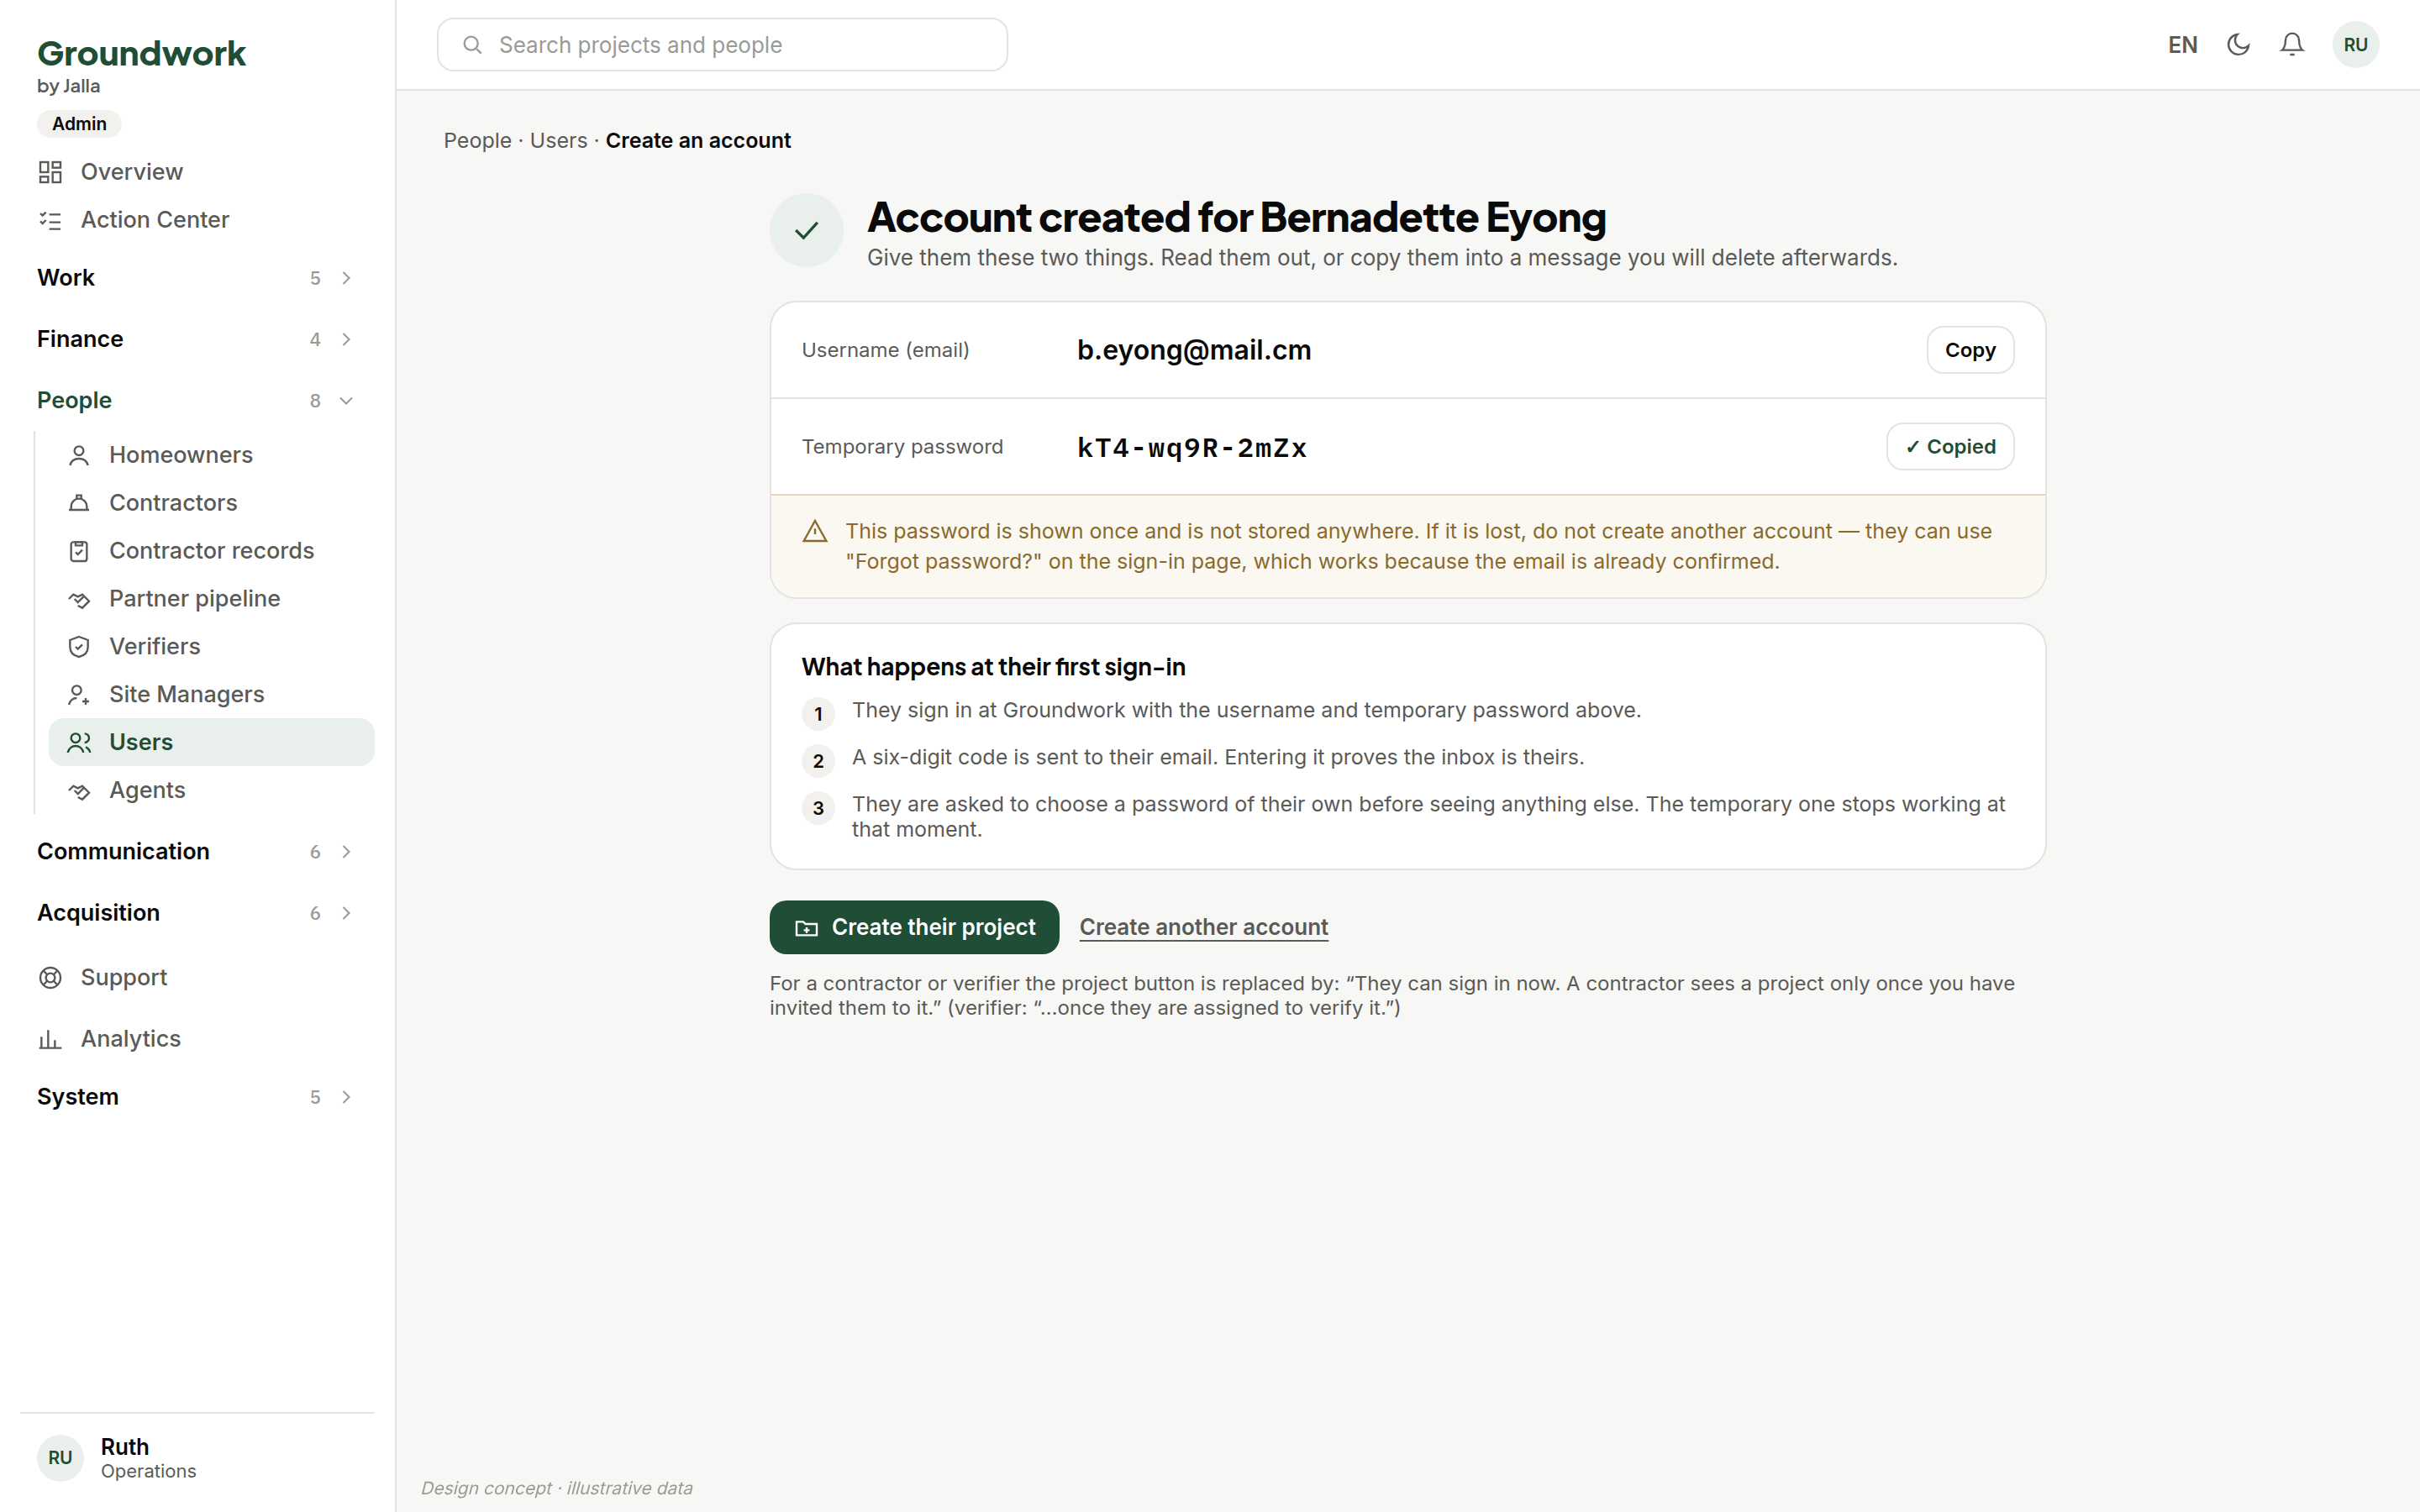 Groundwork
by Jalla
Admin
Overview
Action Center
Work 5
Finance 4
People 8
Homeowners
Contractors
Contractor records
Partner pipeline
Verifiers
Site Managers
Users
Agents
Communication 6
Acquisition 6
Support
Analytics
System 5
RU
Ruth
Operations
Search projects and people
EN
RU
People · Users · Create an account
Account created for Bernadette Eyong
Give them these two things. Read them out, or copy them into a message you will delete afterwards.
Username (email) b.eyong@mail.cm Copy
Temporary password kT4-wq9R-2mZx ✓ Copied
This password is shown once and is not stored anywhere. If it is lost, do not create another account — they can use
"Forgot password?" on the sign-in page, which works because the email is already confirmed.
What happens at their first sign-in
1 They sign in at Groundwork with the username and temporary password above.
2 A six-digit code is sent to their email. Entering it proves the inbox is theirs.
3 They are asked to choose a password of their own before seeing anything else. The temporary one stops working at
that moment.
Create their project Create another account
For a contractor or verifier the project button is replaced by: “They can sign in now. A contractor sees a project only once you have
invited them to it.” (verifier: “…once they are assigned to verify it.”)
Design concept · illustrative data